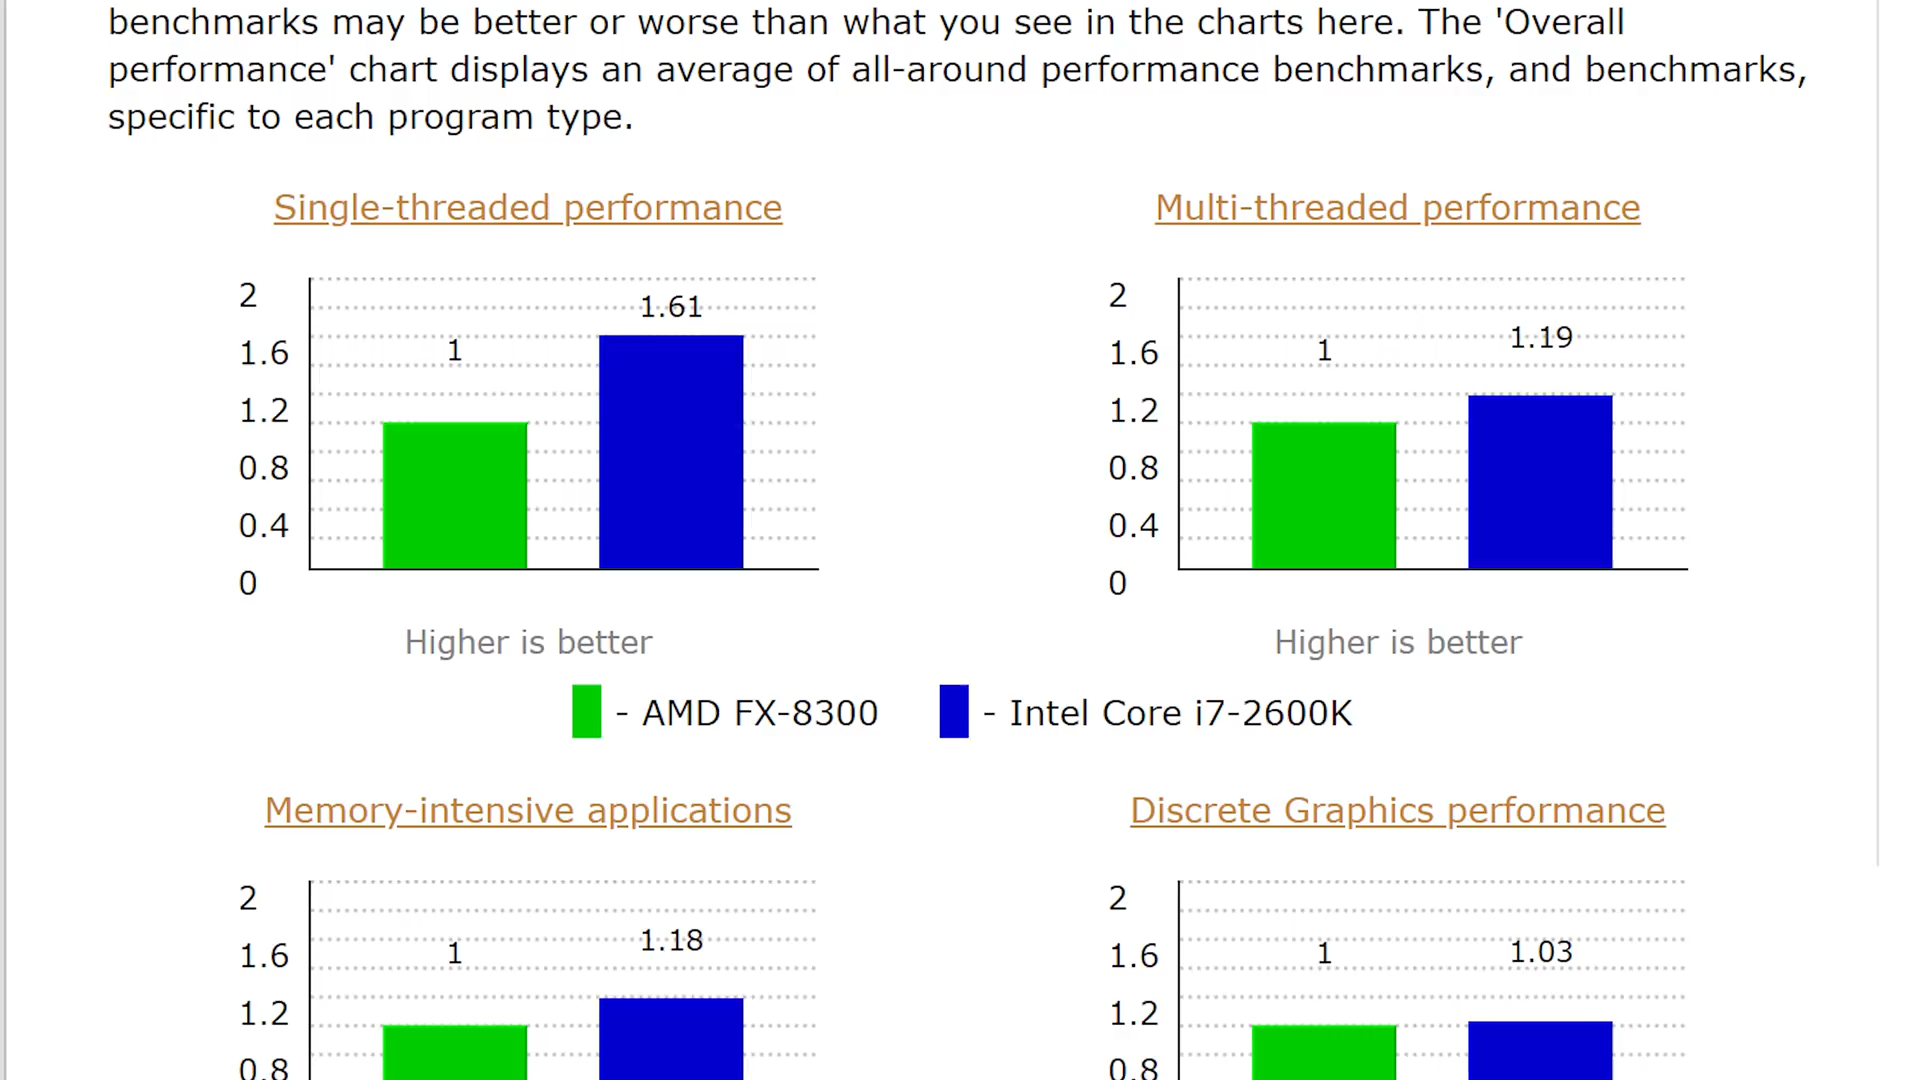 benchmarks may be better or worse than what you see in the charts here. The 'Overall
performance' chart displays an average of all-around performance benchmarks, and benchmarks,
specific to each program type.
Single-threaded performance
2
1.6
1.2
0.8
0.4
0
1
1.61
Higher is better
Multi-threaded performance
2
1.6
1.2
0.8
0.4
0
1
1.19
Higher is better
- AMD FX-8300
- Intel Core i7-2600K
Memory-intensive applications
2
1.6
1.2
0.8
1
1.18
Discrete Graphics performance
2
1.6
1.2
0.8
1
1.03